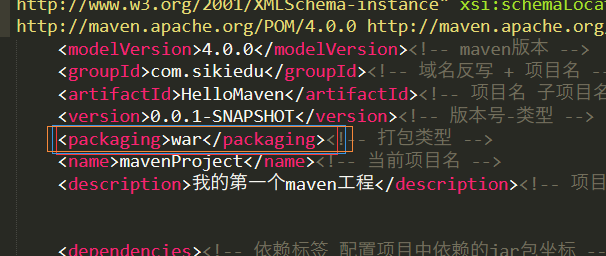 http://www.w3.org/2001/XMLSchema-instance" xsi:schemaLoca
http://maven.apache.org/POM/4.0.0 http://maven.apache.org/
<modelVersion>4.0.0</modelVersion><!-- maven版本 -->
<groupId>com.sikiedu</groupId><!-- 域名反写 + 项目名 -->
<artifactId>HelloMaven</artifactId><!-- 项目名 子项目名
<version>0.0.1-SNAPSHOT</version><!-- 版本号-类型 -->
<packaging>war</packaging><!-- 打包类型 -->
<name>mavenProject</name><!-- 当前项目名 -->
<description>我的第一个maven工程</description><!-- 项目
<dependencies><!-- 依赖标签 配置项目中依赖的jar包坐标 -->